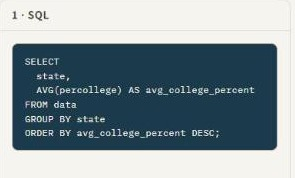 1 · SQL
SELECT
  state,
  AVG(percollege) AS avg_college_percent
FROM data
GROUP BY state
ORDER BY avg_college_percent DESC;